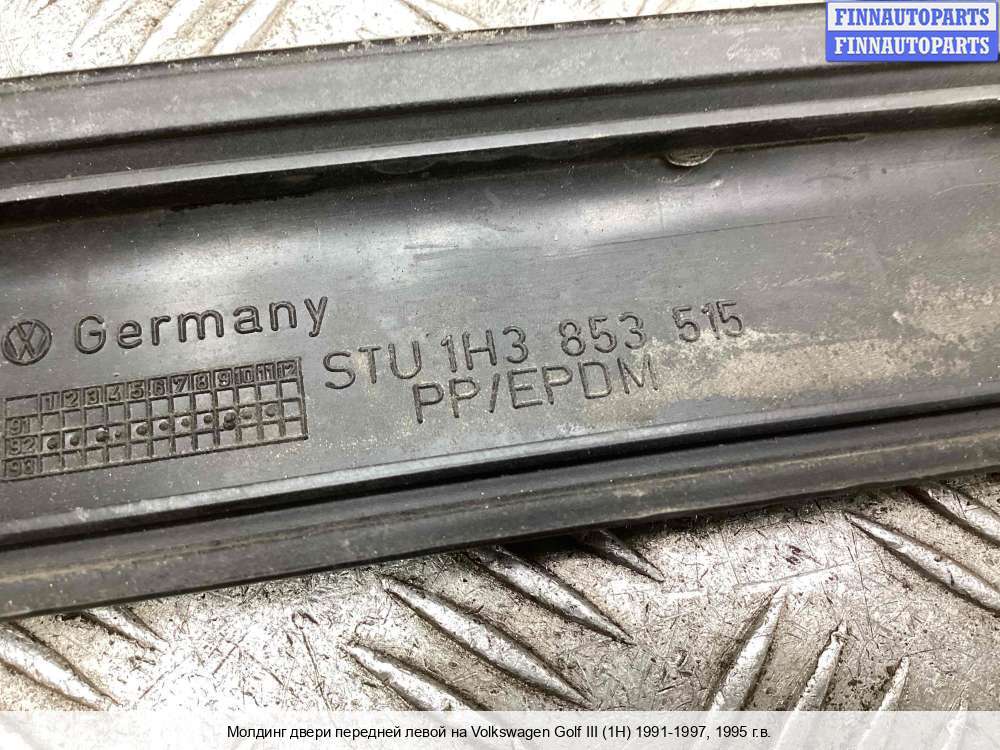 FINNAUTOPARTS
FINNAUTOPARTS
Germany
STU 1H3 853 515
PP/EPDM
1 2 3 4 5 6 7 8 9 10 11 12
91
92
93
Молдинг двери передней левой на Volkswagen Golf III (1H) 1991-1997, 1995 г.в.